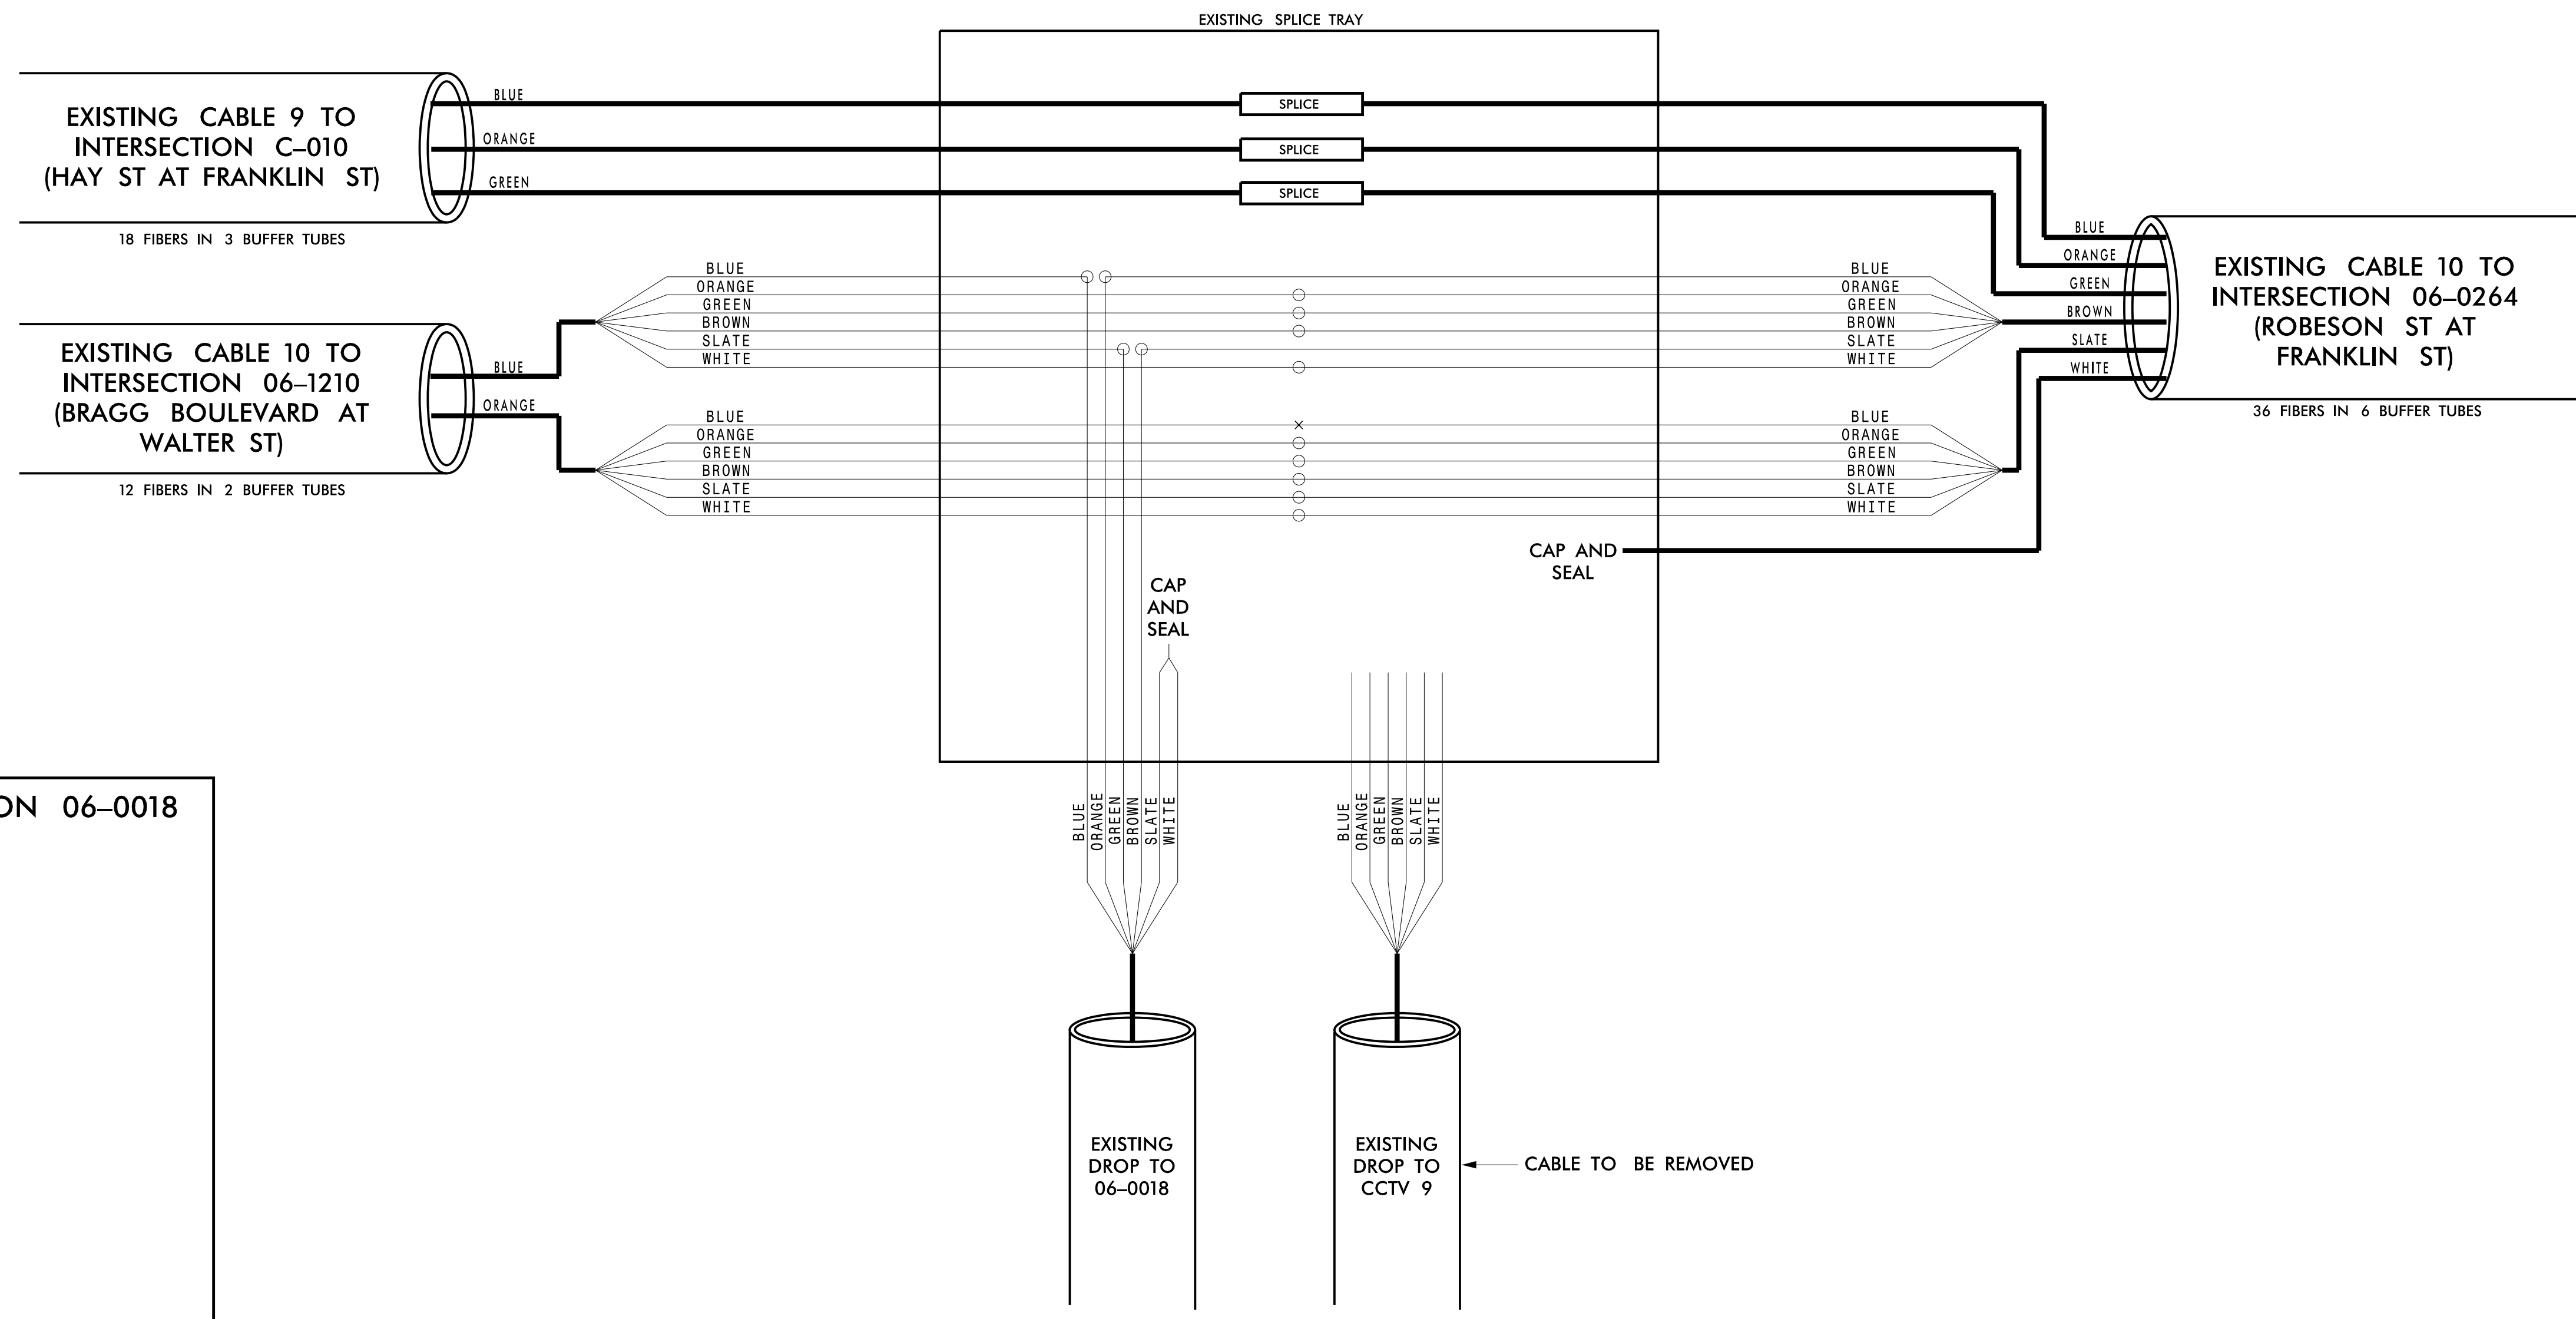 EXISTING SPLICE TRAY
EXISTING CABLE 9 TO
INTERSECTION C–010
(HAY ST AT FRANKLIN ST)
18 FIBERS IN 3 BUFFER TUBES
BLUE
ORANGE
GREEN
SPLICE
SPLICE
SPLICE
EXISTING CABLE 10 TO
INTERSECTION 06–1210
(BRAGG BOULEVARD AT
WALTER ST)
12 FIBERS IN 2 BUFFER TUBES
BLUE
ORANGE
BLUE
ORANGE
GREEN
BROWN
SLATE
WHITE
BLUE
ORANGE
GREEN
BROWN
SLATE
WHITE
BLUE
ORANGE
GREEN
BROWN
SLATE
WHITE
BLUE
ORANGE
GREEN
BROWN
SLATE
WHITE
BLUE
ORANGE
GREEN
BROWN
SLATE
WHITE
EXISTING CABLE 10 TO
INTERSECTION 06–0264
(ROBESON ST AT
FRANKLIN ST)
36 FIBERS IN 6 BUFFER TUBES
CAP AND
SEAL
CAP
AND
SEAL
ON 06–0018
BLUE
ORANGE
GREEN
BROWN
SLATE
WHITE
BLUE
ORANGE
GREEN
BROWN
SLATE
WHITE
EXISTING
DROP TO
06–0018
EXISTING
DROP TO
CCTV 9
CABLE TO BE REMOVED